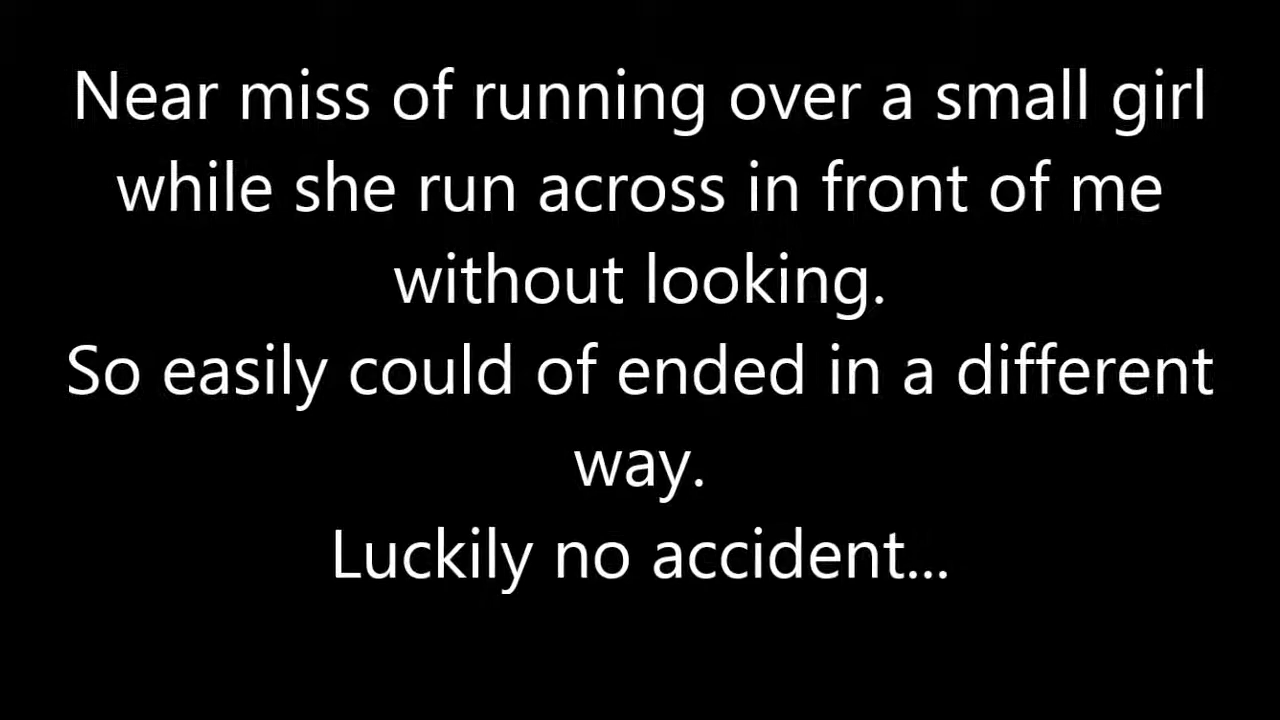 Near miss of running over a small girl
while she run across in front of me
without looking.
So easily could of ended in a different
way.
Luckily no accident...